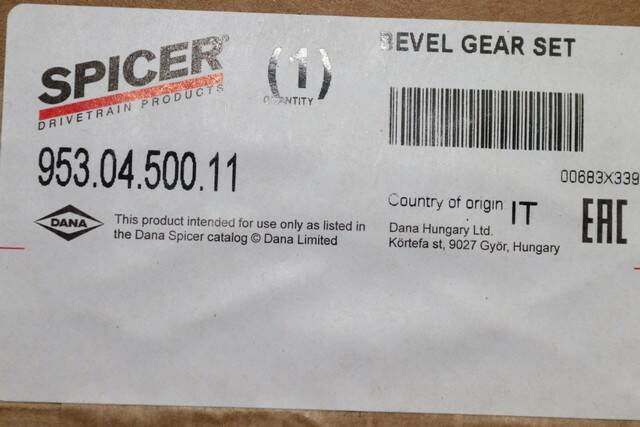 SPICER®
DRIVETRAIN PRODUCTS
(1)
QUANTITY
BEVEL GEAR SET
953.04.500.11
00683X339
DANA
This product intended for use only as listed in
the Dana Spicer catalog © Dana Limited
Country of origin IT
Dana Hungary Ltd.
Körtefa st, 9027 Győr, Hungary
EAC